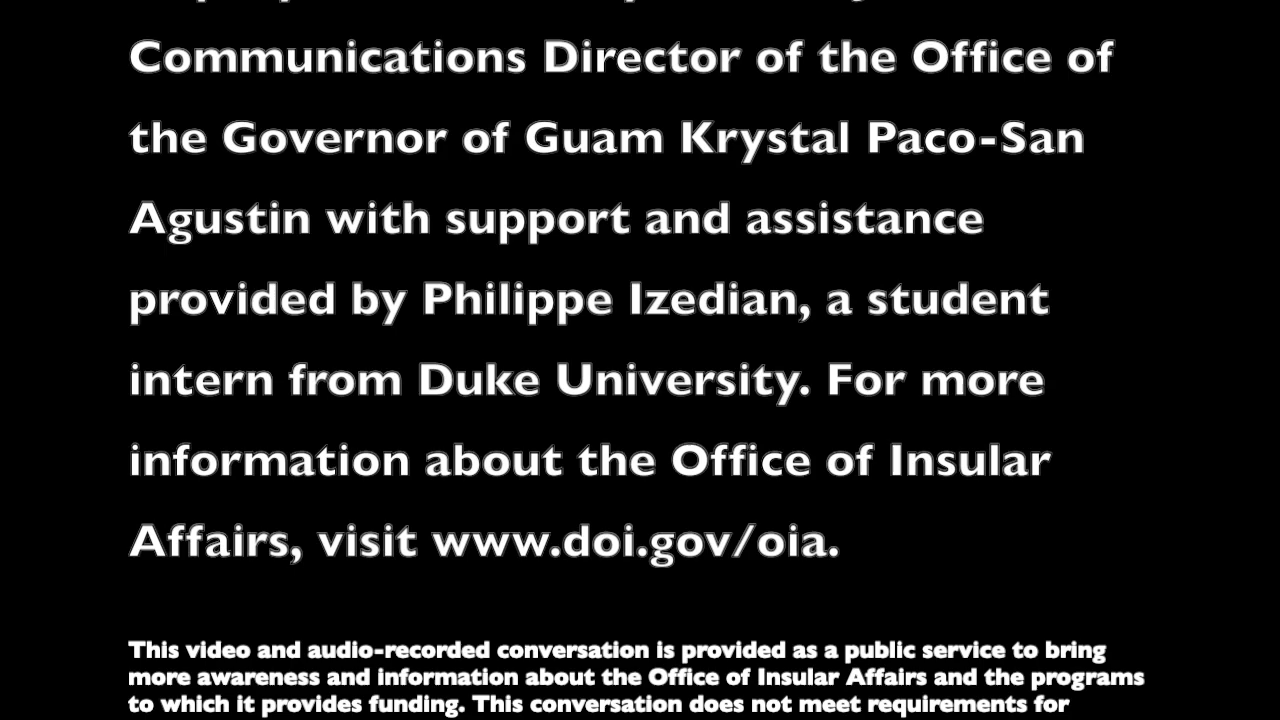 Communications Director of the Office of
the Governor of Guam Krystal Paco-San
Agustin with support and assistance
provided by Philippe Izedian, a student
intern from Duke University. For more
information about the Office of Insular
Affairs, visit www.doi.gov/oia.
This video and audio-recorded conversation is provided as a public service to bring
more awareness and information about the Office of Insular Affairs and the programs
to which it provides funding. This conversation does not meet requirements for